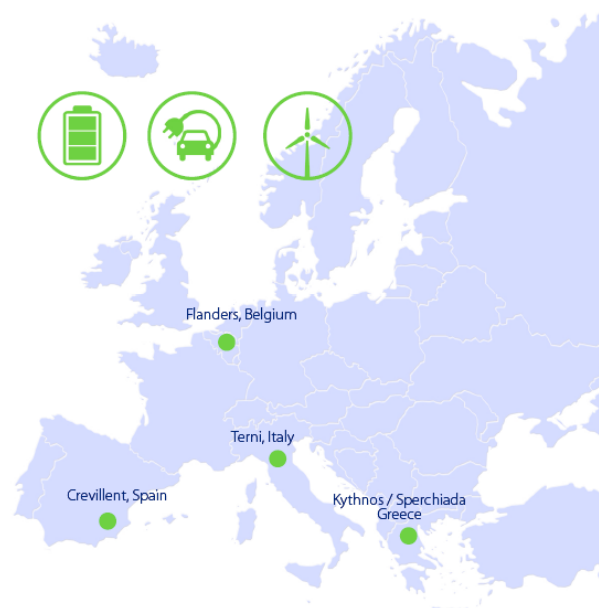 Flanders, Belgium
Terni, Italy
Crevillent, Spain
Kythnos / Sperchiada
Greece